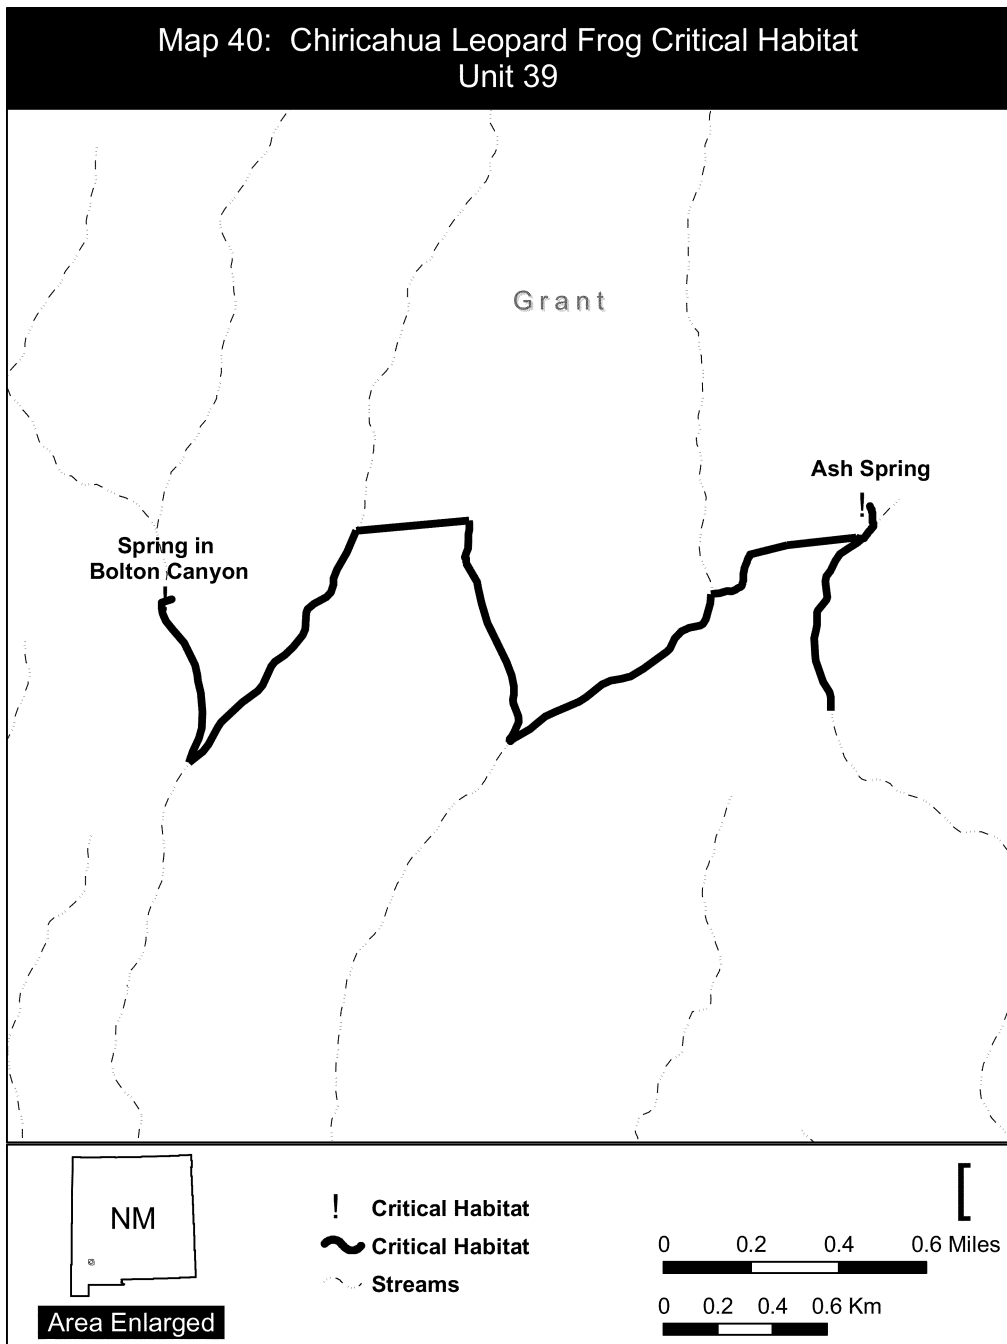 Map 40:  Chiricahua Leopard Frog Critical Habitat
Unit 39
Grant
Ash Spring
!
Spring in
Bolton Canyon
!
NM
Area Enlarged
! Critical Habitat
Critical Habitat
Streams
[
0 0.2 0.4 0.6 Miles
0 0.2 0.4 0.6 Km